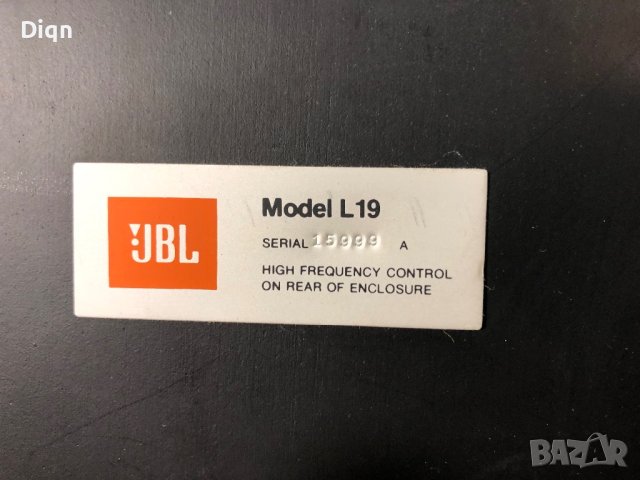 Diqn
JBL
Model L19
SERIAL 15999 A
HIGH FREQUENCY CONTROL
ON REAR OF ENCLOSURE
BAZAR